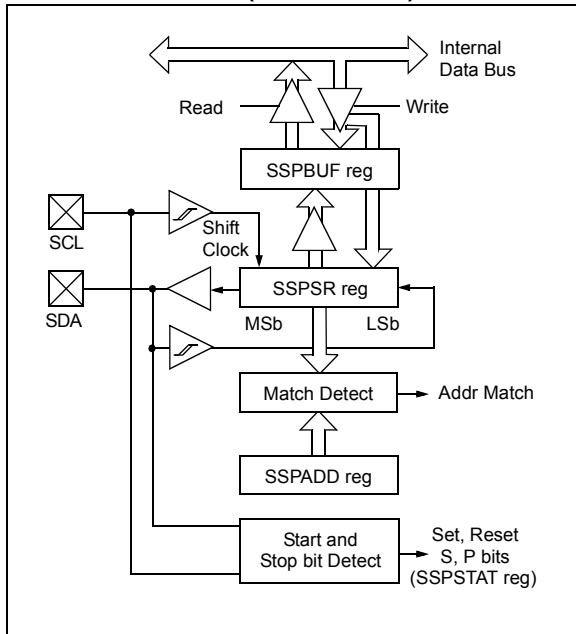 Internal
Data Bus
Read
Write
SSPBUF reg
SCL
Shift
Clock
SSPSR reg
SDA
MSb
LSb
Match Detect
Addr Match
SSPADD reg
Start and
Stop bit Detect
Set, Reset
S, P bits
(SSPSTAT reg)